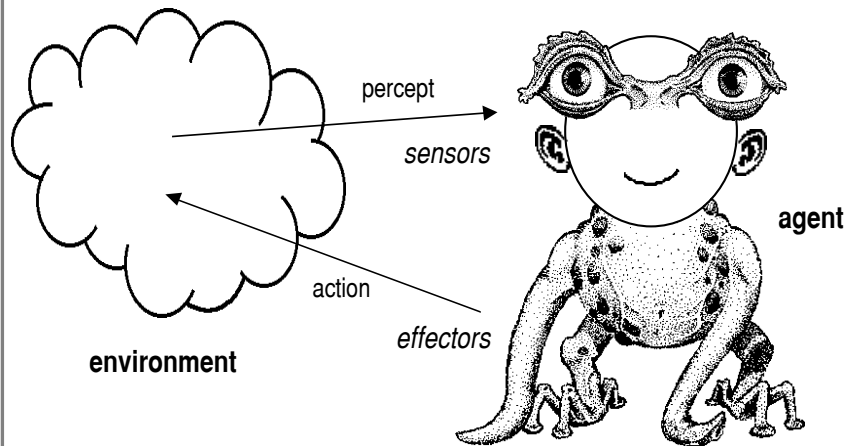 percept
sensors
agent
action
effectors
environment